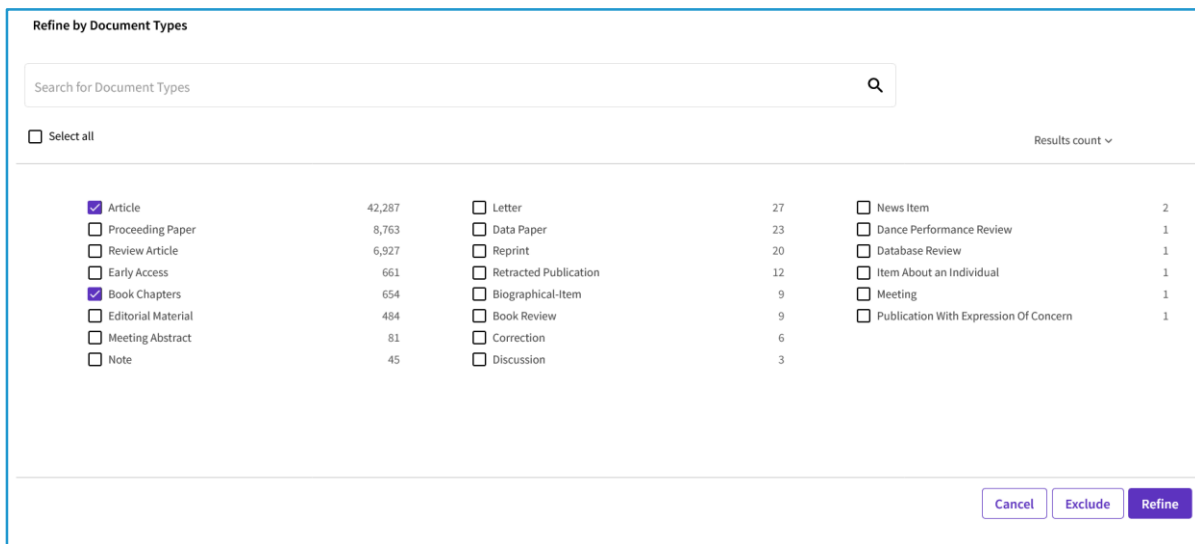 Refine by Document Types
Search for Document Types
Select all
Results count
Article 42,287
Proceeding Paper 8,763
Review Article 6,927
Early Access 661
Book Chapters 654
Editorial Material 484
Meeting Abstract 81
Note 45
Letter 27
Data Paper 23
Reprint 20
Retracted Publication 12
Biographical-Item 9
Book Review 9
Correction 6
Discussion 3
News Item 2
Dance Performance Review 1
Database Review 1
Item About an Individual 1
Meeting 1
Publication With Expression Of Concern 1
Cancel Exclude Refine